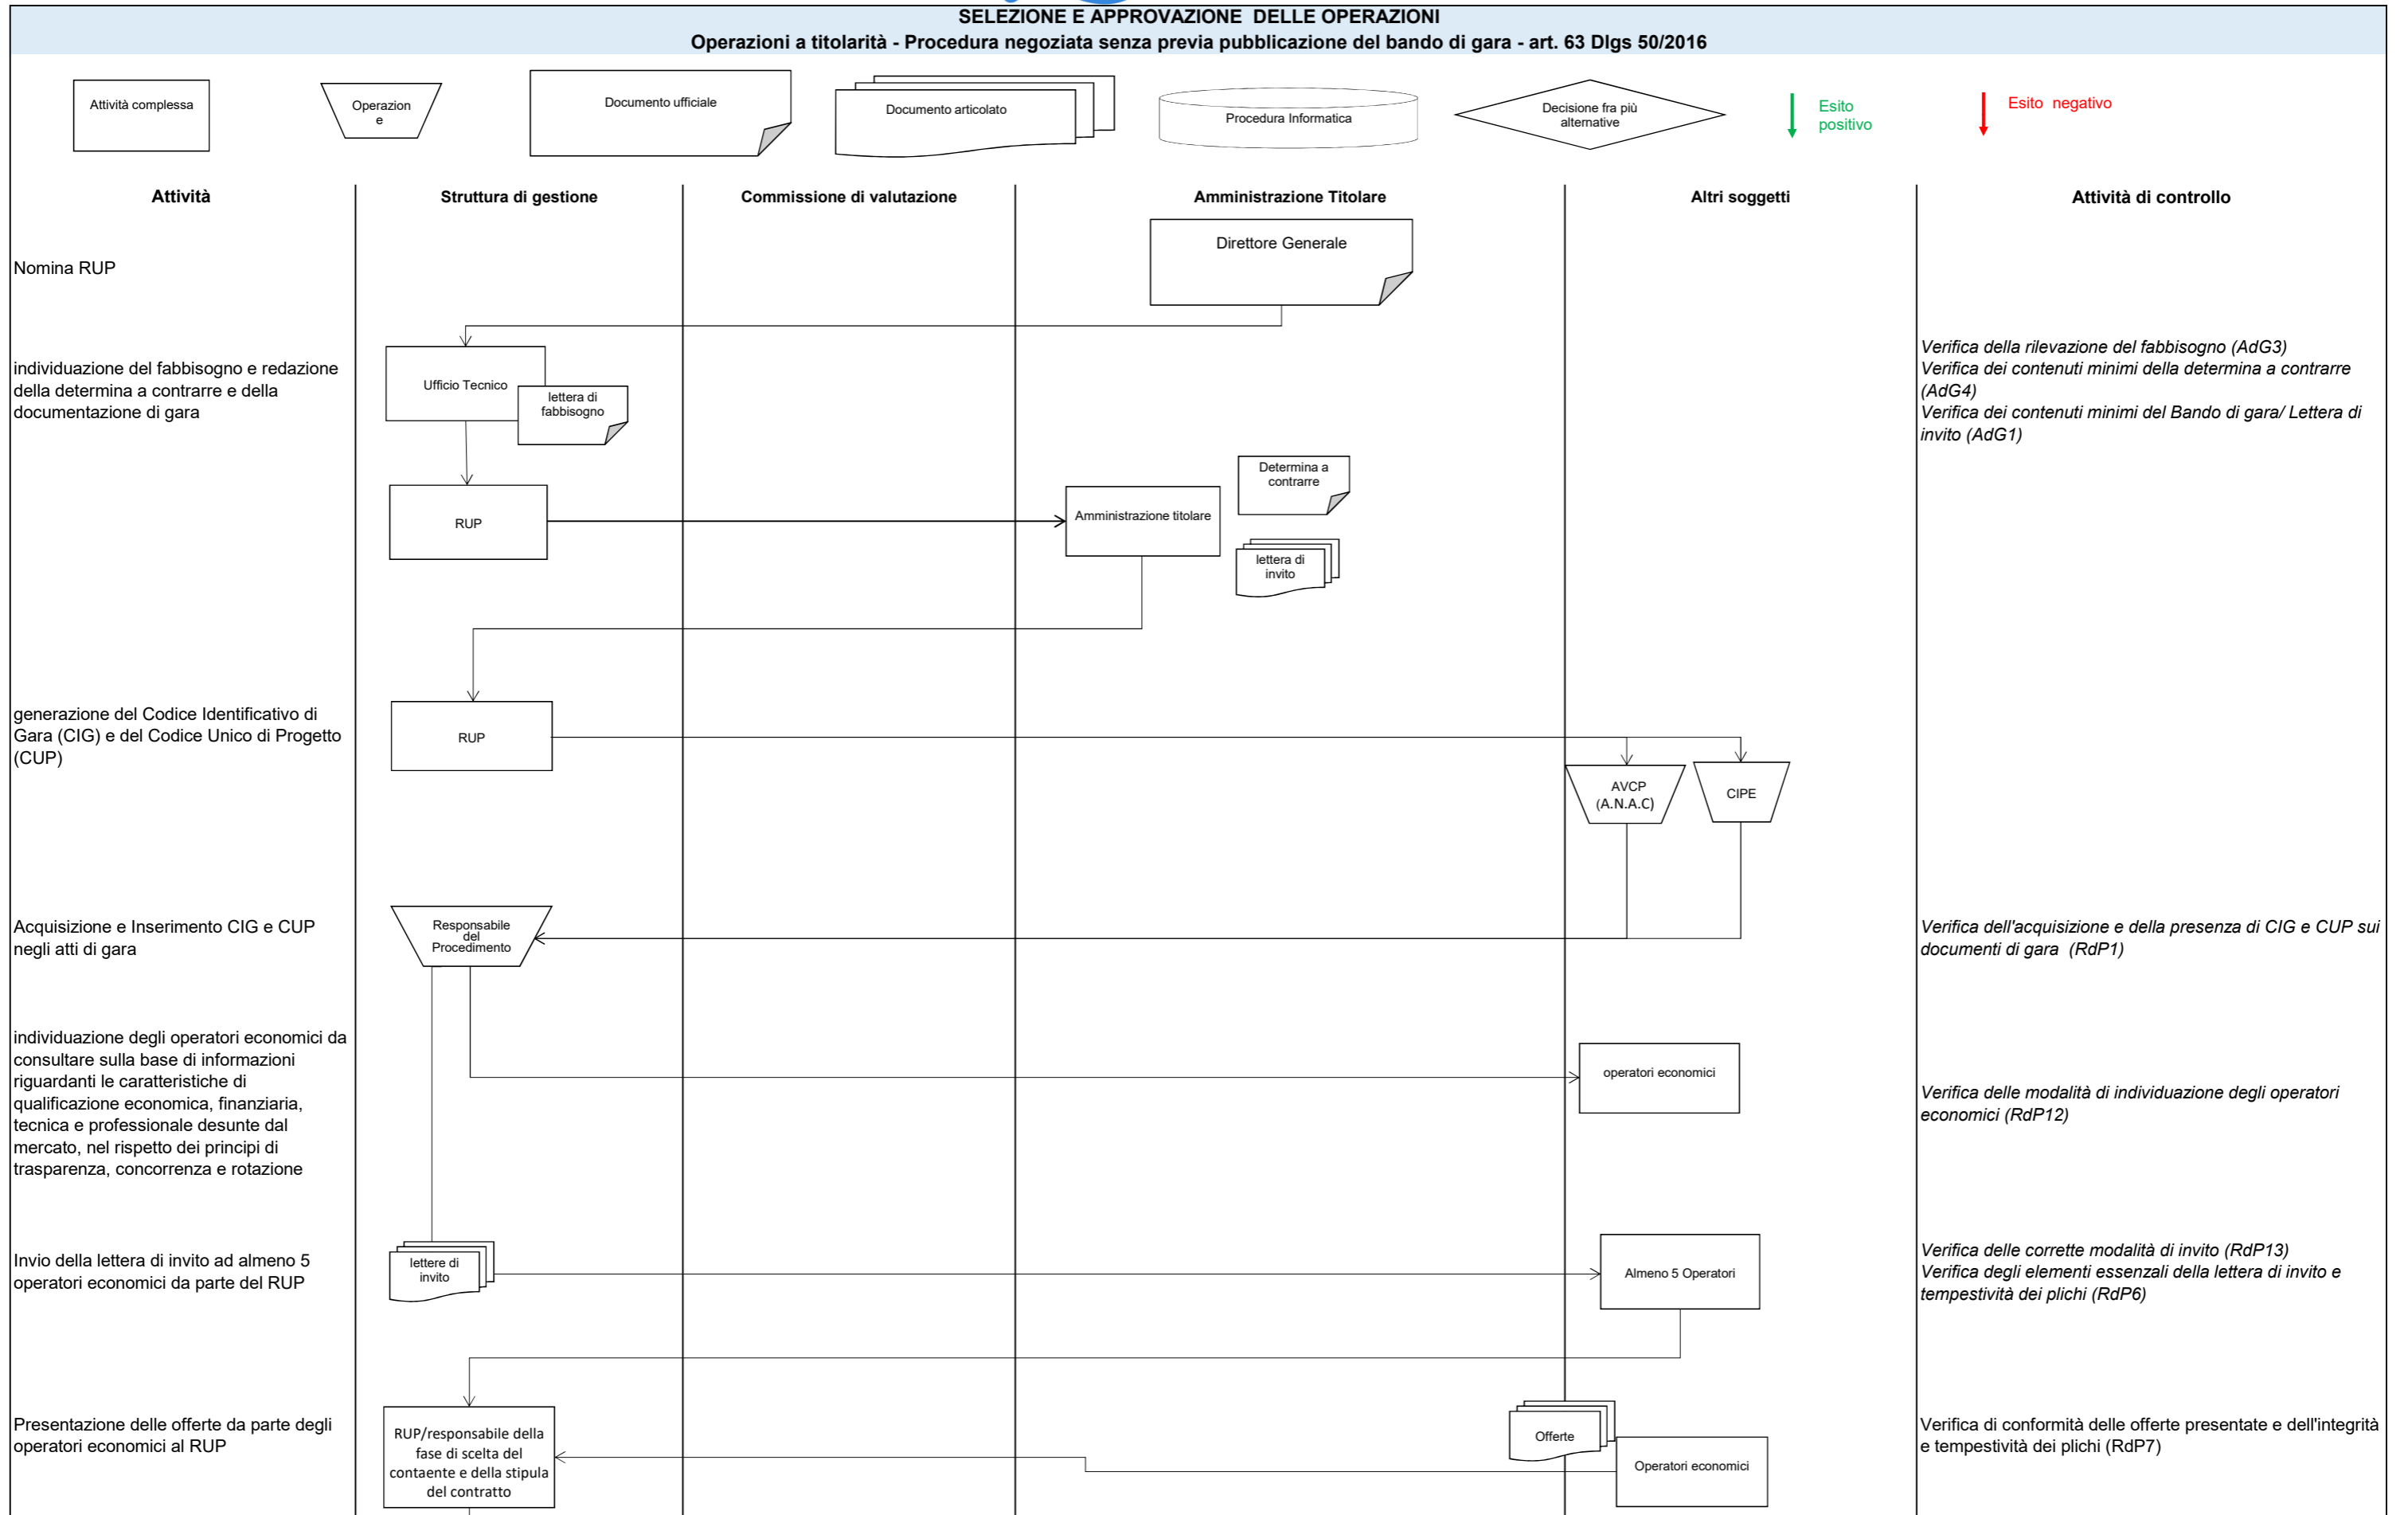 SELEZIONE E APPROVAZIONE  DELLE OPERAZIONI
Operazioni a titolarità - Procedura negoziata senza previa pubblicazione del bando di gara - art. 63 Dlgs 50/2016
Attività complessa
Operazion
e
Documento ufficiale
Documento articolato
Procedura Informatica
Decisione fra più
alternative
Esito
positivo
Esito  negativo
Attività
Struttura di gestione
Commissione di valutazione
Amministrazione Titolare
Altri soggetti
Attività di controllo
Nomina RUP
Direttore Generale
individuazione del fabbisogno e redazione
della determina a contrarre e della
documentazione di gara
Ufficio Tecnico
lettera di
fabbisogno
Verifica della rilevazione del fabbisogno (AdG3)
Verifica dei contenuti minimi della determina a contrarre
(AdG4)
Verifica dei contenuti minimi del Bando di gara/ Lettera di
invito (AdG1)
RUP
Amministrazione titolare
Determina a
contrarre
lettera di
invito
generazione del Codice Identificativo di
Gara (CIG) e del Codice Unico di Progetto
(CUP)
RUP
AVCP
(A.N.A.C)
CIPE
Acquisizione e Inserimento CIG e CUP
negli atti di gara
Responsabile
del
Procedimento
Verifica dell'acquisizione e della presenza di CIG e CUP sui
documenti di gara  (RdP1)
individuazione degli operatori economici da
consultare sulla base di informazioni
riguardanti le caratteristiche di
qualificazione economica, finanziaria,
tecnica e professionale desunte dal
mercato, nel rispetto dei principi di
trasparenza, concorrenza e rotazione
operatori economici
Verifica delle modalità di individuazione degli operatori
economici (RdP12)
Invio della lettera di invito ad almeno 5
operatori economici da parte del RUP
lettere di
invito
Almeno 5 Operatori
Verifica delle corrette modalità di invito (RdP13)
Verifica degli elementi essenzali della lettera di invito e
tempestività dei plichi (RdP6)
Presentazione delle offerte da parte degli
operatori economici al RUP
RUP/responsabile della
fase di scelta del
contaente e della stipula
del contratto
Offerte
Operatori economici
Verifica di conformità delle offerte presentate e dell'integrità
e tempestività dei plichi (RdP7)